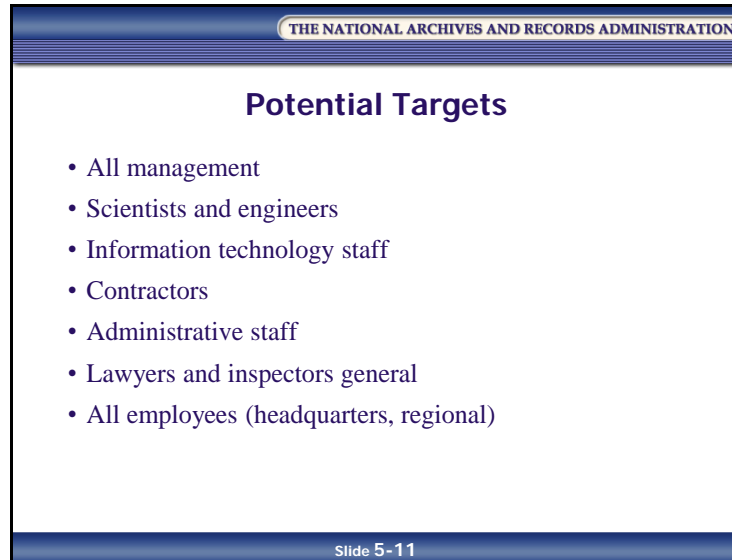 THE NATIONAL ARCHIVES AND RECORDS ADMINISTRATION
Potential Targets
• All management
• Scientists and engineers
• Information technology staff
• Contractors
• Administrative staff
• Lawyers and inspectors general
• All employees (headquarters, regional)
Slide 5-11